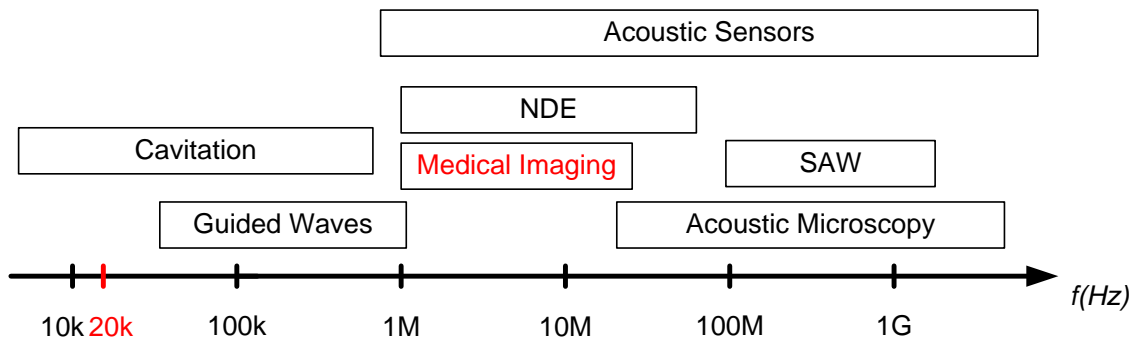 Acoustic Sensors
NDE
Cavitation
Medical Imaging
SAW
Guided Waves
Acoustic Microscopy
f(Hz)
10k 20k 100k 1M 10M 100M 1G